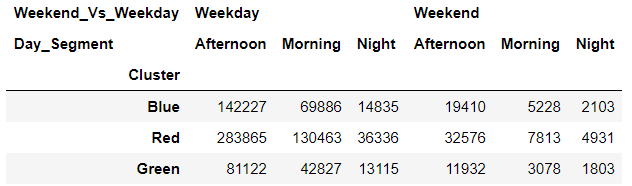 Weekend_Vs_Weekday Weekday Weekend
Day_Segment Afternoon Morning Night Afternoon Morning Night
Cluster
Blue 142227 69886 14835 19410 5228 2103
Red 283865 130463 36336 32576 7813 4931
Green 81122 42827 13115 11932 3078 1803